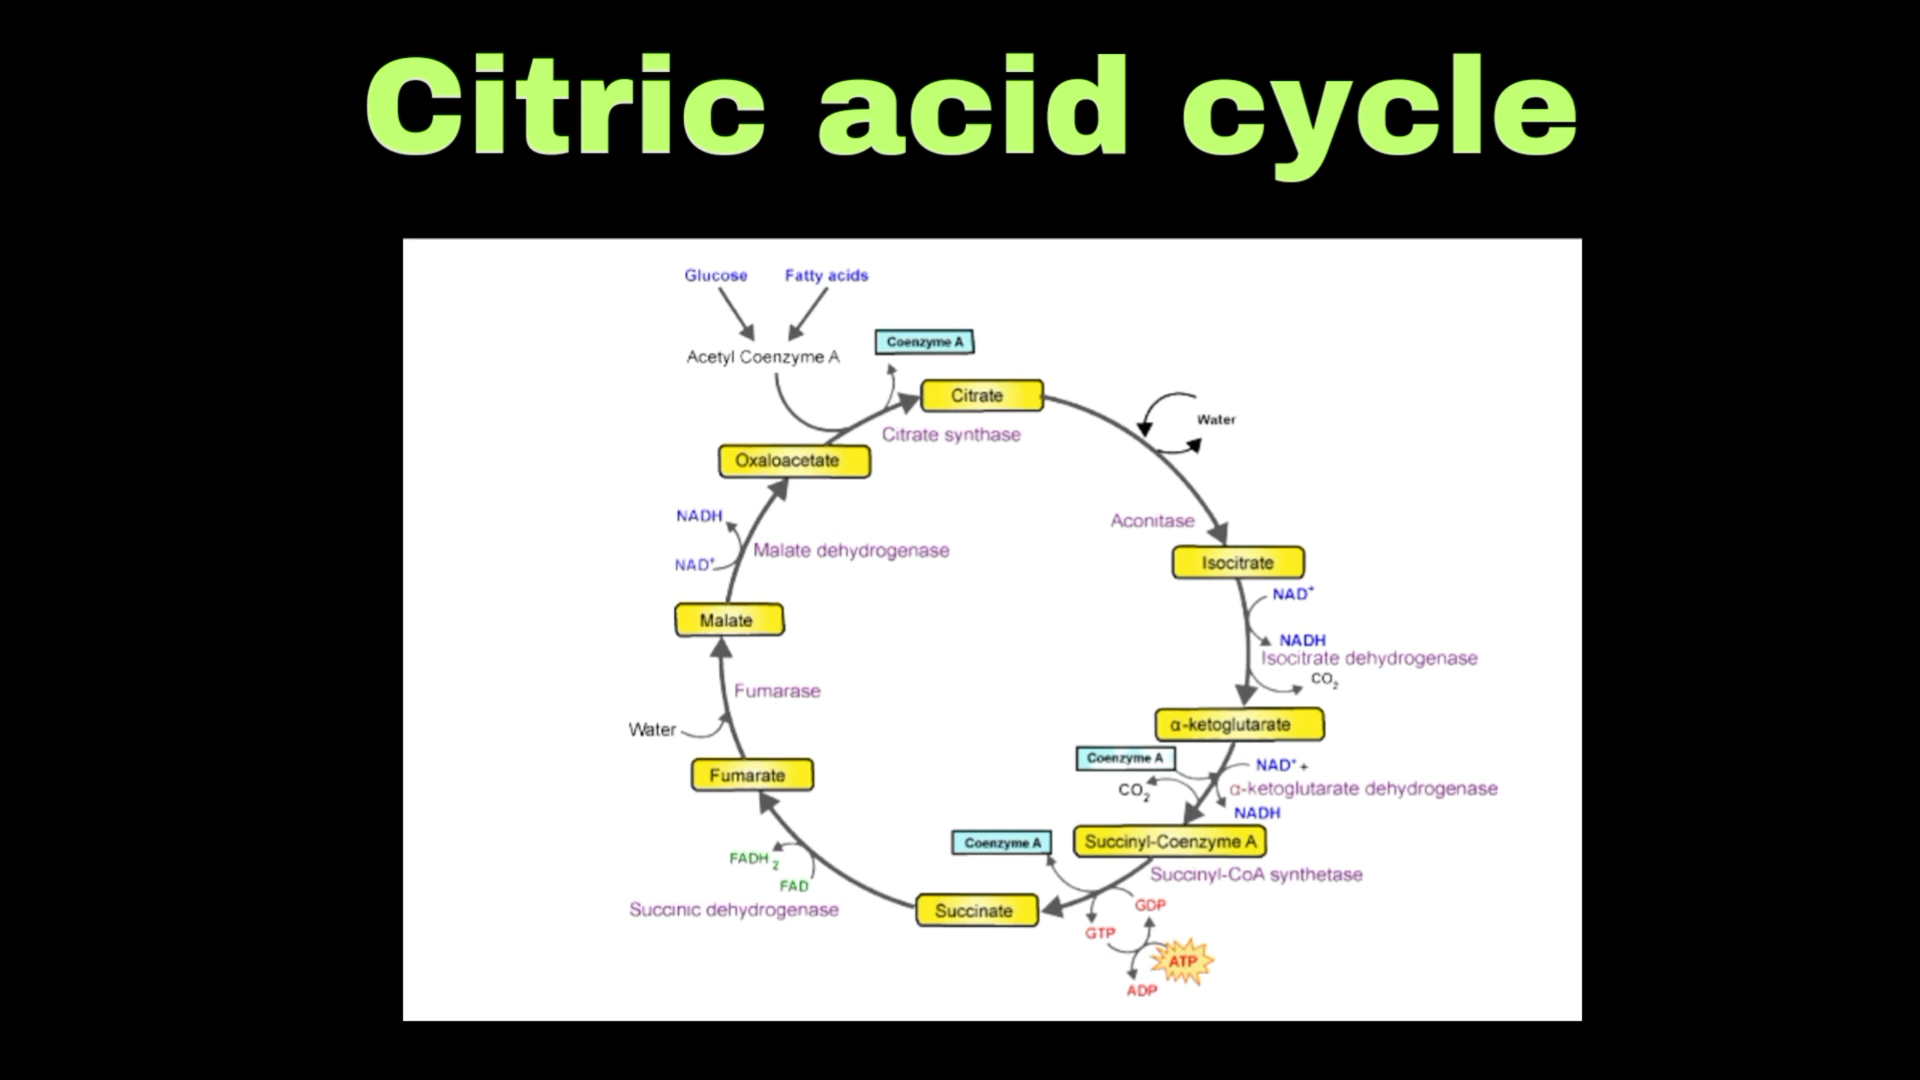 Citric acid cycle
Glucose
Fatty acids
Acetyl Coenzyme A
Coenzyme A
Citrate
Water
Citrate synthase
Oxaloacetate
NADH
Malate dehydrogenase
NAD⁺
Aconitase
Isocitrate
NAD⁺
NADH
Isocitrate dehydrogenase
CO₂
Malate
Fumarase
Water
α-ketoglutarate
Coenzyme A
NAD⁺ +
CO₂
α-ketoglutarate dehydrogenase
NADH
Fumarate
Succinyl-Coenzyme A
Coenzyme A
Succinyl-CoA synthetase
FADH₂
FAD
Succinic dehydrogenase
Succinate
GDP
GTP
ATP
ADP